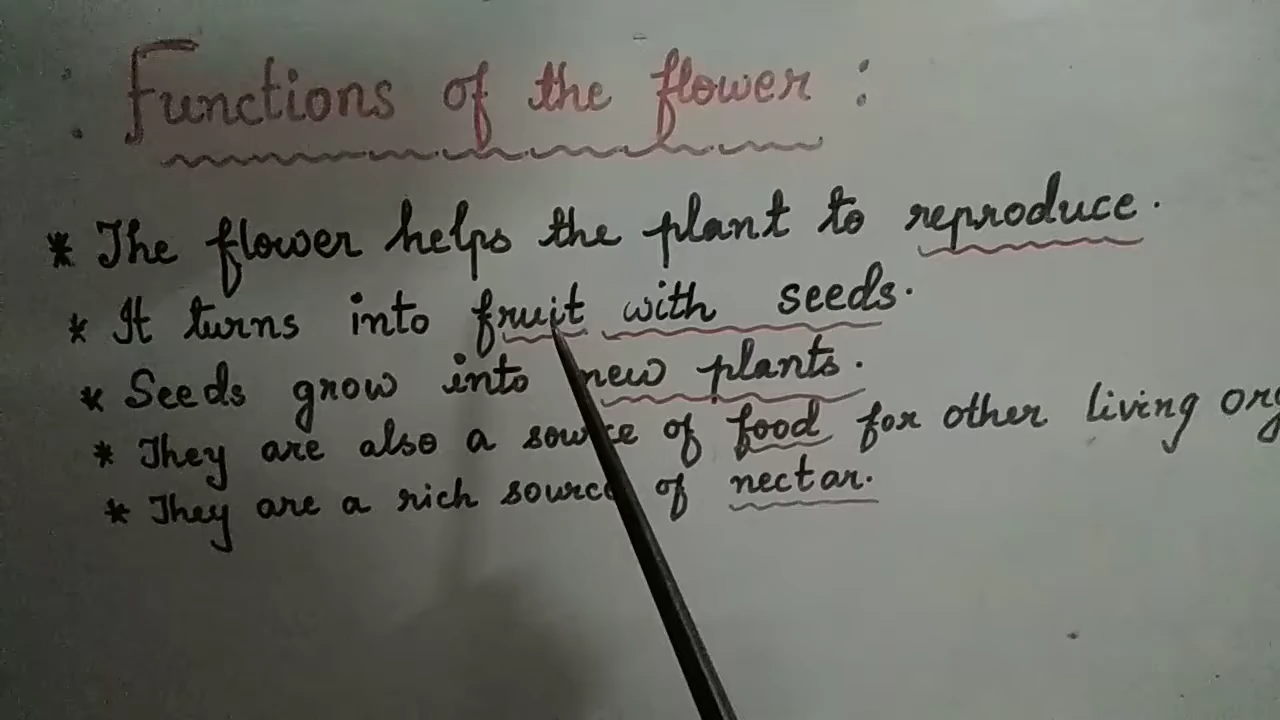 : Functions of the flower :
* The flower helps the plant to reproduce.
* It turns into fruit with seeds.
* Seeds grow into new plants.
* They are also a source of food for other living
* They are a rich source of nectar.